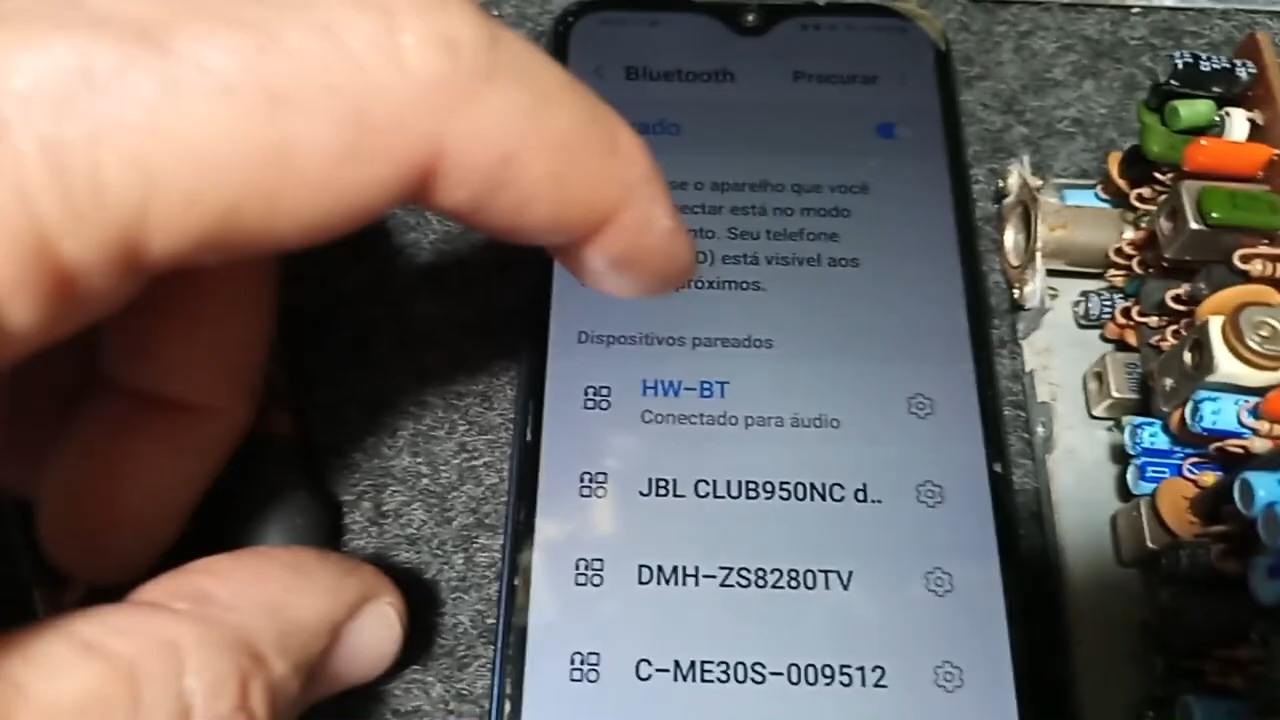 Bluetooth Procurar
ado
se o aparelho que você
ectar está no modo
nto. Seu telefone
D) está visível aos
próximos.
Dispositivos pareados
HW-BT
Conectado para áudio
JBL CLUB950NC d..
DMH-ZS8280TV
C-ME30S-009512